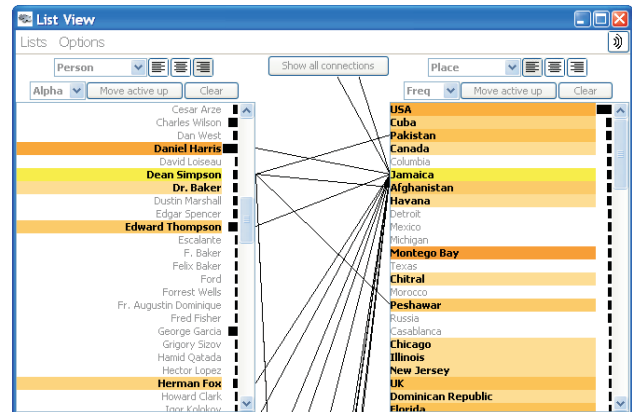 List View
Lists Options
Person Show all connections Place
Alpha Move active up Clear Freq Move active up Clear
Cesar Arze
Charles Wilson
Dan West
Daniel Harris
David Loiseau
Dean Simpson
Dr. Baker
Dustin Marshall
Edgar Spencer
Edward Thompson
Escalante
F. Baker
Felix Baker
Ford
Forrest Wells
Fr. Augustin Dominique
Fred Fisher
George Garcia
Grigory Sizov
Hamid Qatada
Hector Lopez
Herman Fox
Howard Clark
Igor Kolokov
USA
Cuba
Pakistan
Canada
Columbia
Jamaica
Afghanistan
Havana
Detroit
Mexico
Michigan
Montego Bay
Texas
Chitral
Morocco
Peshawar
Russia
Casablanca
Chicago
Illinois
New Jersey
UK
Dominican Republic
Florida